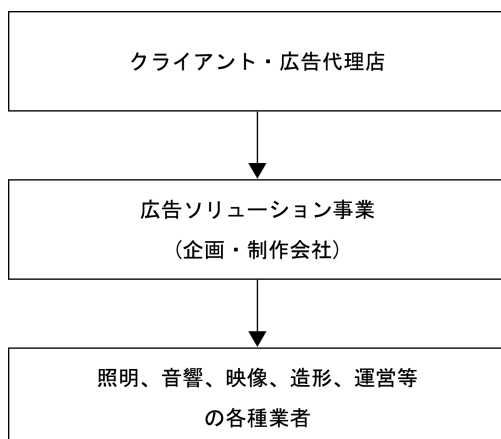 クライアント・広告代理店
広告ソリューション事業
(企画・制作会社)
照明、音響、映像、造形、運営等
の各種業者